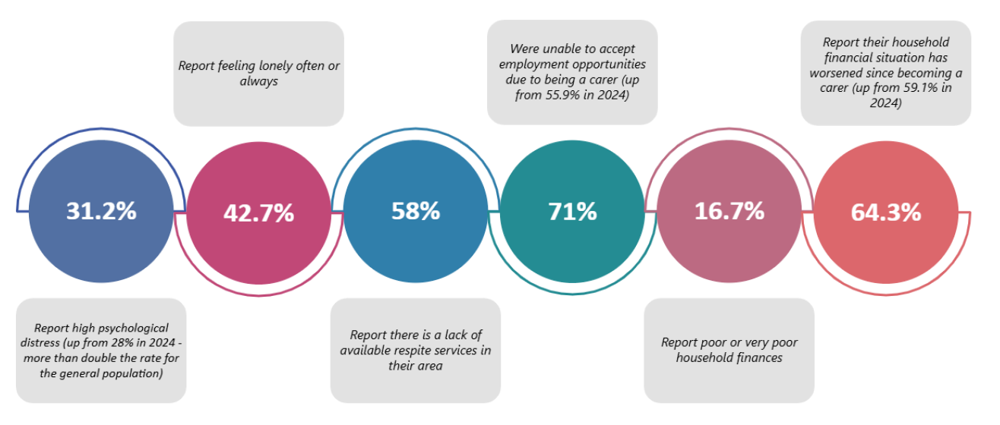 Report feeling lonely often or
always
Were unable to accept
employment opportunities
due to being a carer (up
from 55.9% in 2024)
Report their household
financial situation has
worsened since becoming a
carer (up from 59.1% in
2024)
31.2%
42.7%
58%
71%
16.7%
64.3%
Report high psychological
distress (up from 28% in 2024 -
more than double the rate for
the general population)
Report there is a lack of
available respite services in
their area
Report poor or very poor
household finances